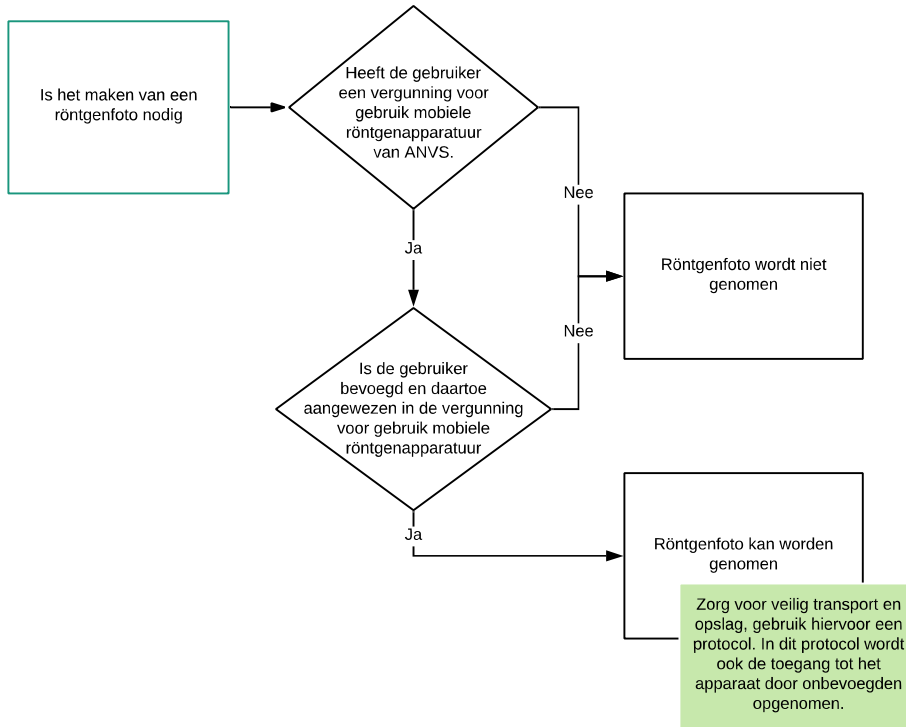 Is het maken van een
röntgenfoto nodig
Heeft de gebruiker
een vergunning voor
gebruik mobiele
röntgenapparatuur
van ANVS.
Nee
Ja
Röntgenfoto wordt niet
genomen
Nee
Is de gebruiker
bevoegd en daartoe
aangewezen in de vergunning
voor gebruik mobiele
röntgenapparatuur
Ja
Röntgenfoto kan worden
genomen
Zorg voor veilig transport en
opslag, gebruik hiervoor een
protocol. In dit protocol wordt
ook de toegang tot het
apparaat door onbevoegden
opgenomen.